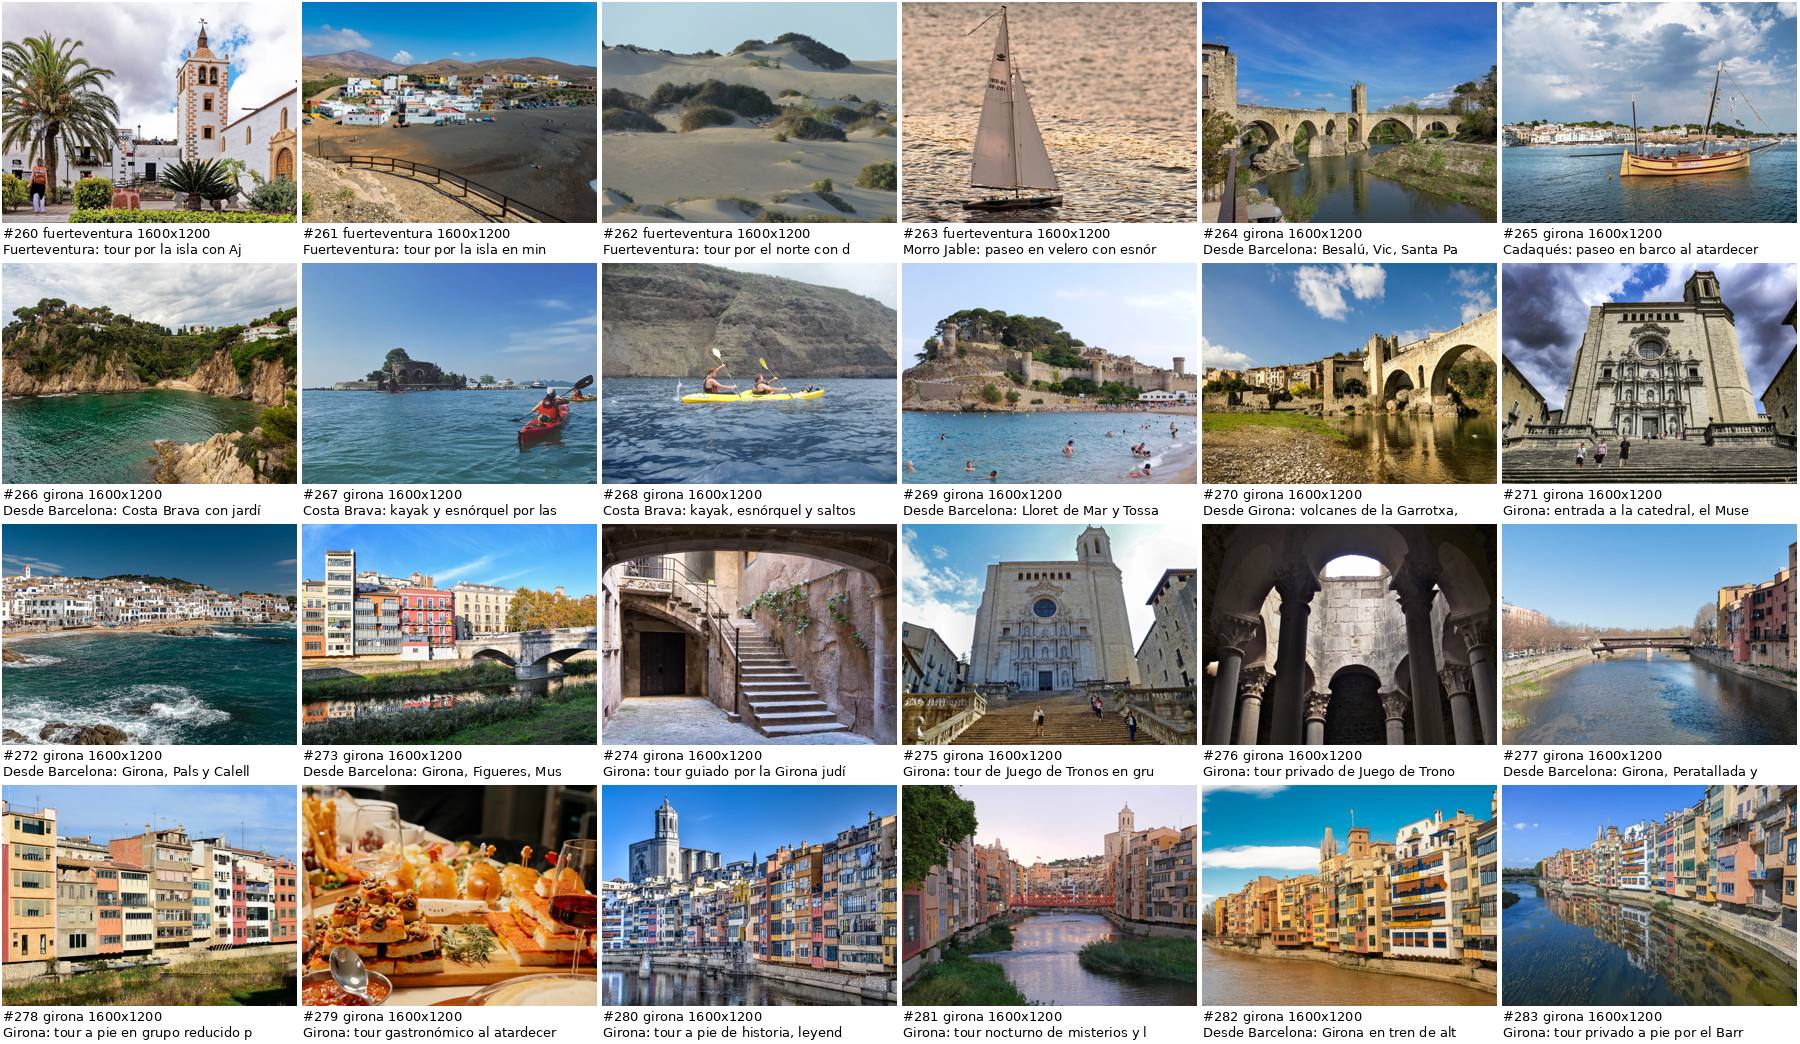 #260 fuerteventura 1600x1200
Fuerteventura: tour por la isla con Aj
#261 fuerteventura 1600x1200
Fuerteventura: tour por la isla en min
#262 fuerteventura 1600x1200
Fuerteventura: tour por el norte con d
#263 fuerteventura 1600x1200
Morro Jable: paseo en velero con esnór
#264 girona 1600x1200
Desde Barcelona: Besalú, Vic, Santa Pa
#265 girona 1600x1200
Cadaqués: paseo en barco al atardecer
#266 girona 1600x1200
Desde Barcelona: Costa Brava con jardí
#267 girona 1600x1200
Costa Brava: kayak y esnórquel por las
#268 girona 1600x1200
Costa Brava: kayak, esnórquel y saltos
#269 girona 1600x1200
Desde Barcelona: Lloret de Mar y Tossa
#270 girona 1600x1200
Desde Girona: volcanes de la Garrotxa,
#271 girona 1600x1200
Girona: entrada a la catedral, el Muse
#272 girona 1600x1200
Desde Barcelona: Girona, Pals y Calell
#273 girona 1600x1200
Desde Barcelona: Girona, Figueres, Mus
#274 girona 1600x1200
Girona: tour guiado por la Girona judí
#275 girona 1600x1200
Girona: tour de Juego de Tronos en gru
#276 girona 1600x1200
Girona: tour privado de Juego de Trono
#277 girona 1600x1200
Desde Barcelona: Girona, Peratallada y
#278 girona 1600x1200
Girona: tour a pie en grupo reducido p
#279 girona 1600x1200
Girona: tour gastronómico al atardecer
#280 girona 1600x1200
Girona: tour a pie de historia, leyend
#281 girona 1600x1200
Girona: tour nocturno de misterios y l
#282 girona 1600x1200
Desde Barcelona: Girona en tren de alt
#283 girona 1600x1200
Girona: tour privado a pie por el Barr